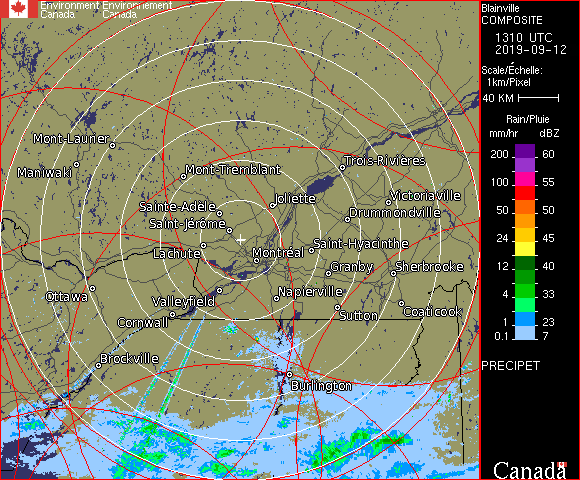 Environment Environnement
Canada Canada
Blainville
COMPOSITE
1310 UTC
2019-09-12
Scale/Échelle:
1km/Pixel
40 KM
Rain/Pluie
mm/hr dBZ
200 60
100 55
50 50
24 45
12 40
4 33
1 23
0.1 7
PRECIPET
Canada
Mont-Laurier
Maniwaki
Mont-Tremblant
Trois-Rivières
Joliette
Victoriaville
Sainte-Adèle
Drummondville
Saint-Jérôme
Saint-Hyacinthe
Lachute
Montréal
Granby
Sherbrooke
Ottawa
Valleyfield
Napierville
Coaticook
Cornwall
Sutton
Brockville
Burlington